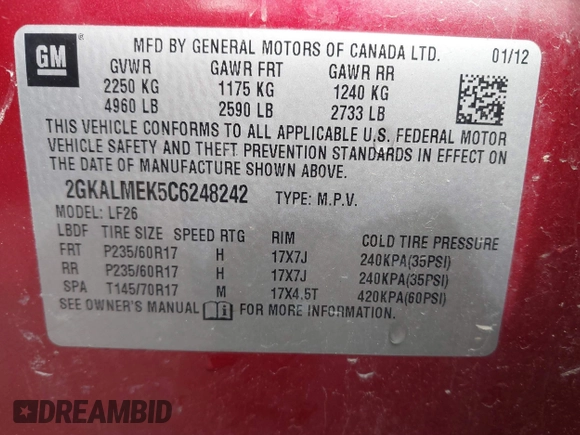 GM
MFD BY GENERAL MOTORS OF CANADA LTD. 01/12
GVWR GAWR FRT GAWR RR
2250 KG 1175 KG 1240 KG
4960 LB 2590 LB 2733 LB
THIS VEHICLE CONFORMS TO ALL APPLICABLE U.S. FEDERAL MOTOR
VEHICLE SAFETY AND THEFT PREVENTION STANDARDS IN EFFECT ON
THE DATE OF MANUFACTURE SHOWN ABOVE.
2GKALMEK5C6248242 TYPE: M.P.V.
MODEL: LF26
LBDF TIRE SIZE SPEED RTG RIM COLD TIRE PRESSURE
FRT P235/60R17 H 17X7J 240KPA(35PSI)
RR P235/60R17 H 17X7J 240KPA(35PSI)
SPA T145/70R17 M 17X4.5T 420KPA(60PSI)
SEE OWNER'S MANUAL FOR MORE INFORMATION.
DREAMBID